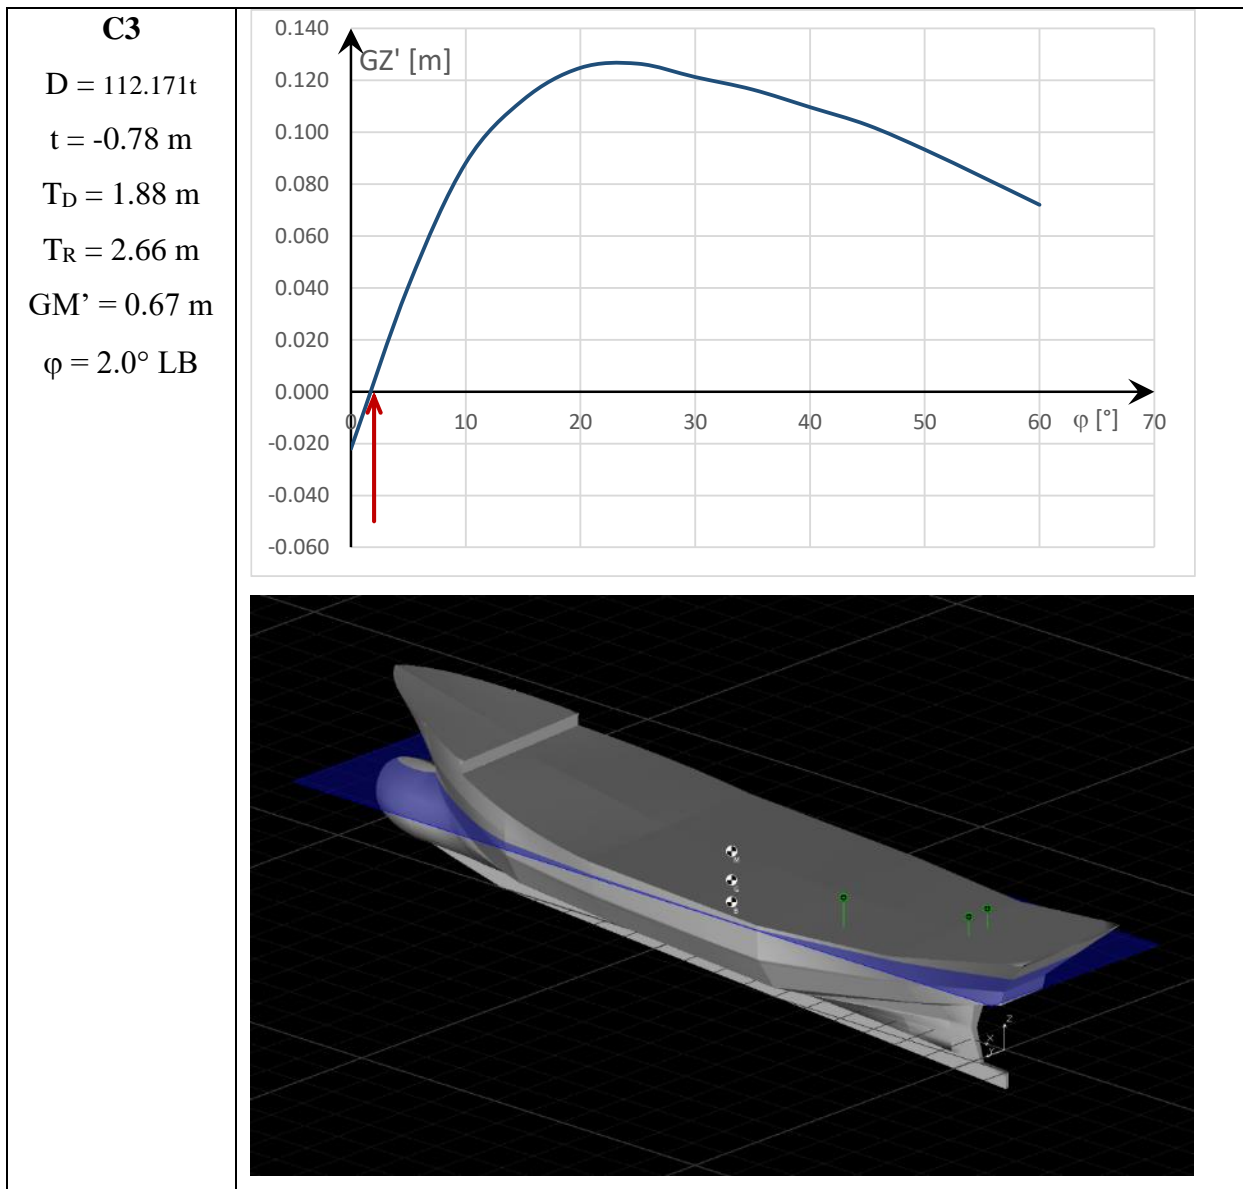 C3
D = 112.171t
t = -0.78 m
T_D = 1.88 m
T_R = 2.66 m
GM’ = 0.67 m
φ = 2.0° LB
0.140
GZ' [m]
0.120
0.100
0.080
0.060
0.040
0.020
0.000
0 10 20 30 40 50 60 φ [°] 70
-0.020
-0.040
-0.060
Z
X
Y